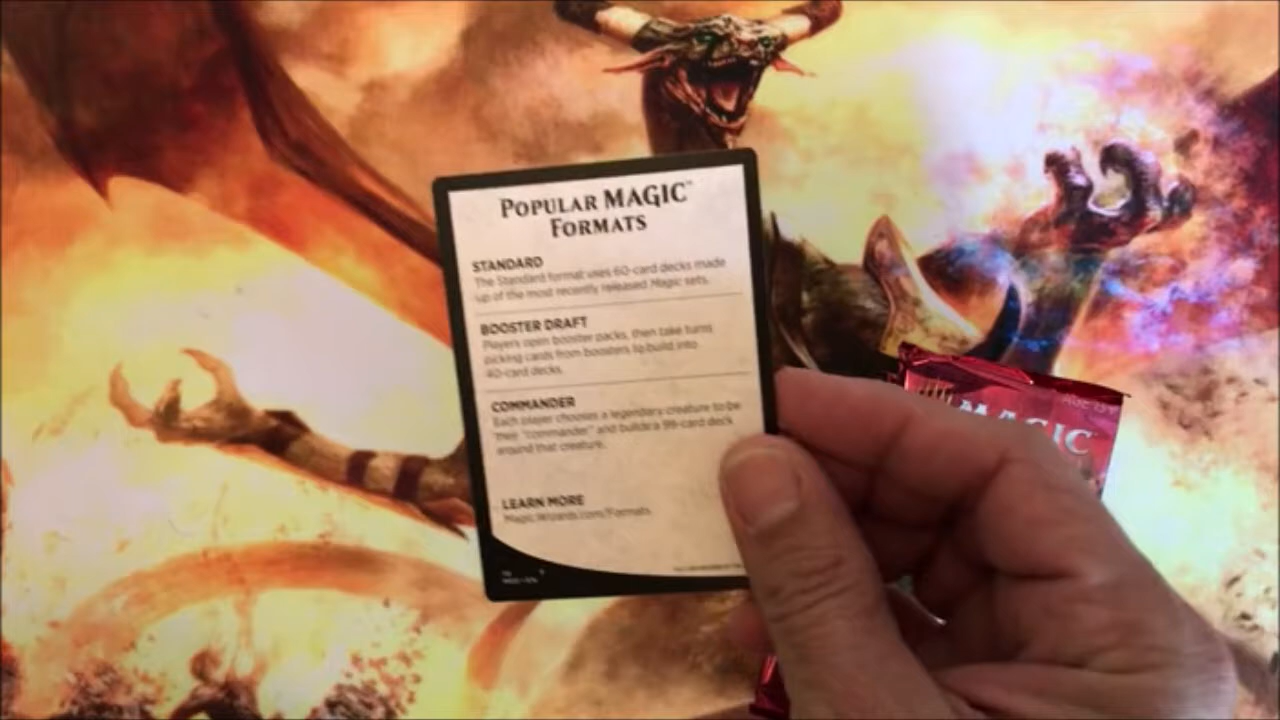 POPULAR MAGIC™
FORMATS
STANDARD
The Standard format uses 60-card decks made
up of the most recently released Magic sets.
BOOSTER DRAFT
Players open booster packs, then take turns
picking cards from boosters to build into
40-card decks.
COMMANDER
Each player chooses a legendary creature to be
their "commander" and builds a 99-card deck
around that creature.
LEARN MORE
Magic.Wizards.com/Formats
AGE 13+
MAGIC